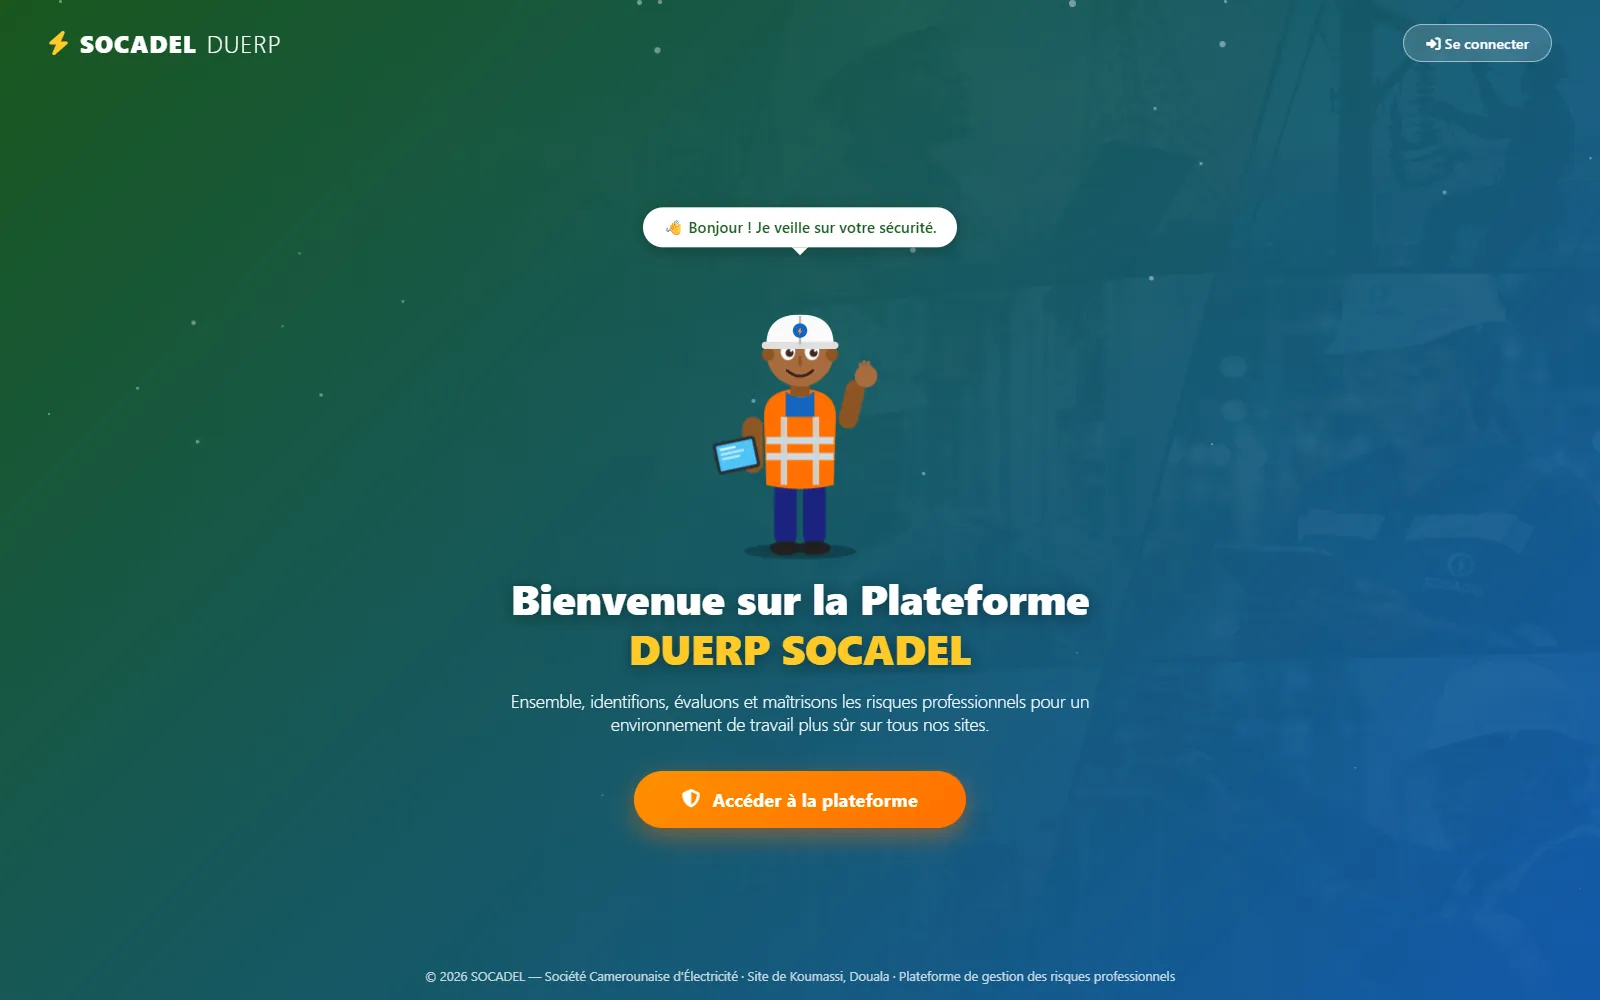 SOCADEL DUERP
Se connecter
👋 Bonjour ! Je veille sur votre sécurité.
Bienvenue sur la Plateforme
DUERP SOCADEL
Ensemble, identifions, évaluons et maîtrisons les risques professionnels pour un
environnement de travail plus sûr sur tous nos sites.
Accéder à la plateforme
© 2026 SOCADEL — Société Camerounaise d'Électricité · Site de Koumassi, Douala · Plateforme de gestion des risques professionnels